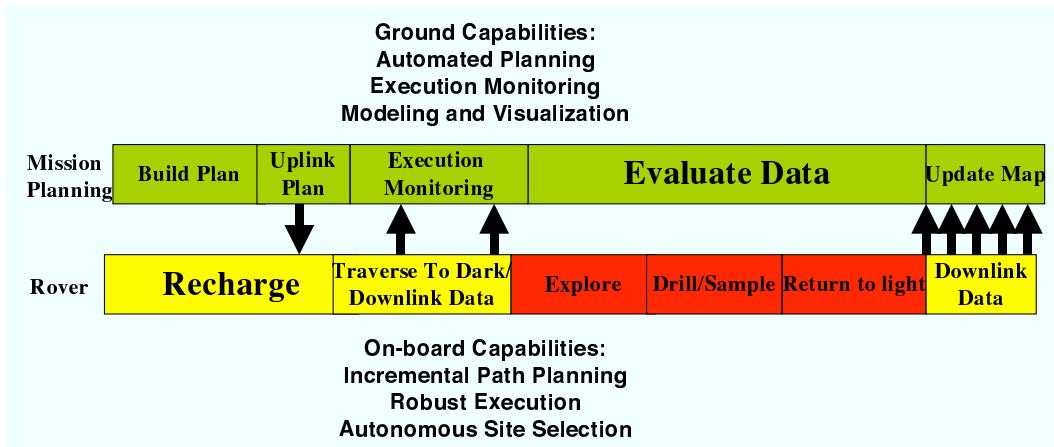 Ground Capabilities:
Automated Planning
Execution Monitoring
Modeling and Visualization
Mission
Planning
Build Plan
Uplink
Plan
Execution
Monitoring
Evaluate Data
Update Map
Rover
Recharge
Traverse To Dark/
Downlink Data
Explore
Drill/Sample
Return to light
Downlink
Data
On-board Capabilities:
Incremental Path Planning
Robust Execution
Autonomous Site Selection